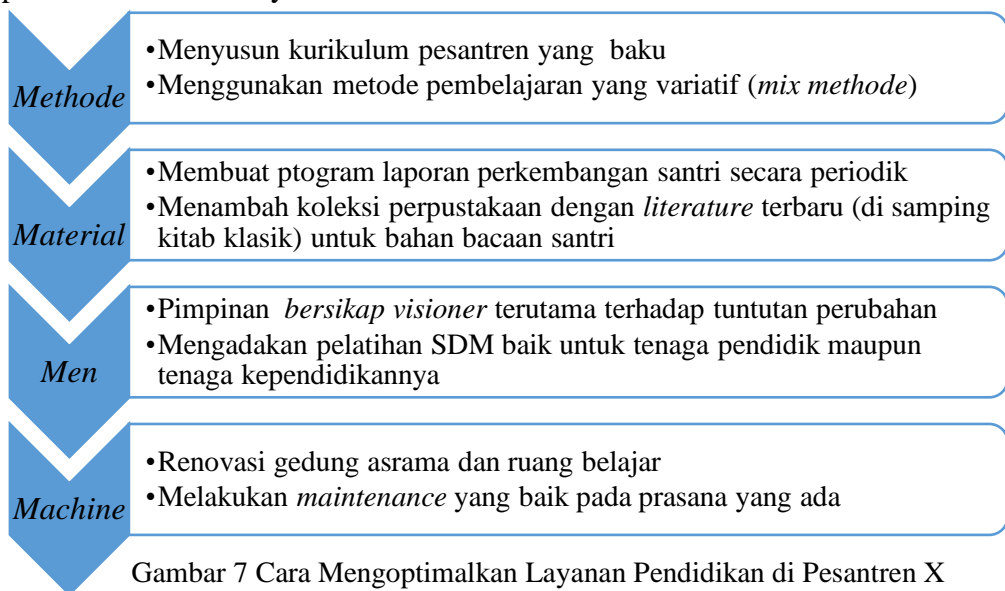 Methode
•Menyusun kurikulum pesantren yang baku
•Menggunakan metode pembelajaran yang variatif (mix methode)
Material
•Membuat ptogram laporan perkembangan santri secara periodik
•Menambah koleksi perpustakaan dengan literature terbaru (di samping
kitab klasik) untuk bahan bacaan santri
Men
•Pimpinan bersikap visioner terutama terhadap tuntutan perubahan
•Mengadakan pelatihan SDM baik untuk tenaga pendidik maupun
tenaga kependidikannya
Machine
•Renovasi gedung asrama dan ruang belajar
•Melakukan maintenance yang baik pada prasana yang ada
Gambar 7 Cara Mengoptimalkan Layanan Pendidikan di Pesantren X